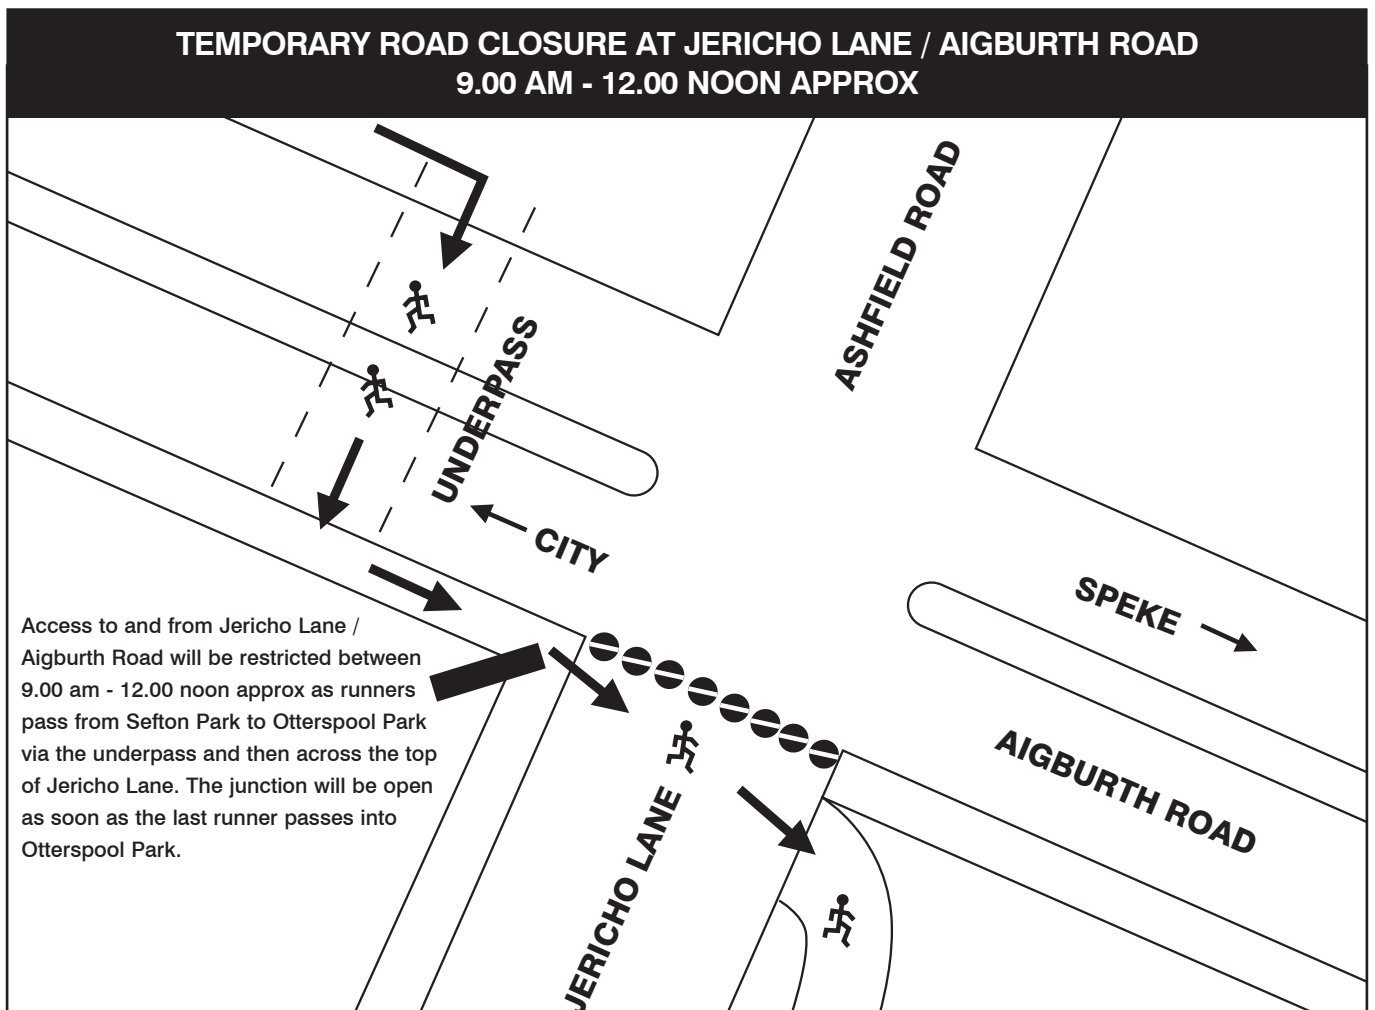 TEMPORARY ROAD CLOSURE AT JERICHO LANE / AIGBURTH ROAD
9.00 AM - 12.00 NOON APPROX
ASHFIELD ROAD
UNDERPASS
CITY
SPEKE
AIGBURTH ROAD
JERICHO LANE
Access to and from Jericho Lane /
Aigburth Road will be restricted between
9.00 am - 12.00 noon approx as runners
pass from Sefton Park to Otterspool Park
via the underpass and then across the top
of Jericho Lane. The junction will be open
as soon as the last runner passes into
Otterspool Park.